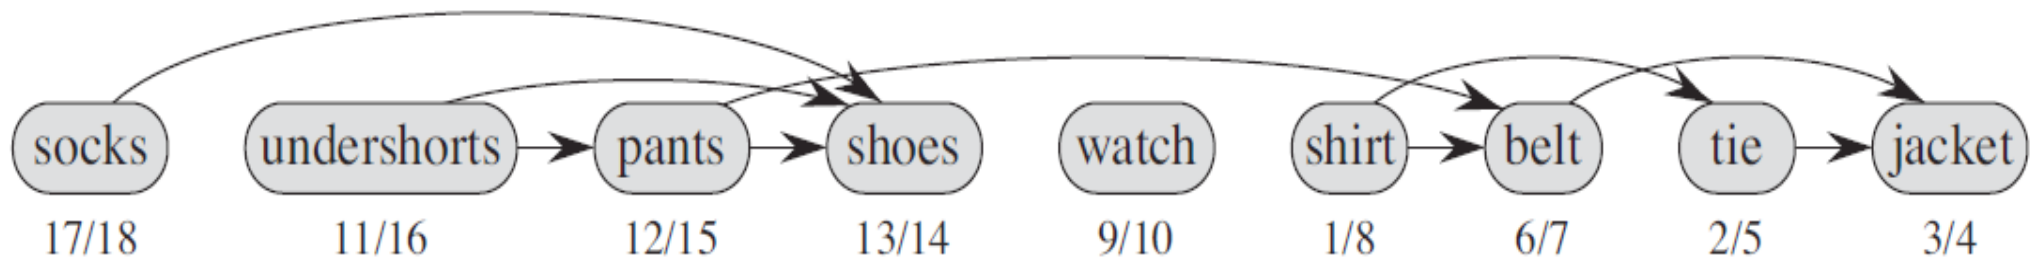 socks undershorts pants shoes watch shirt belt tie jacket
17/18 11/16 12/15 13/14 9/10 1/8 6/7 2/5 3/4